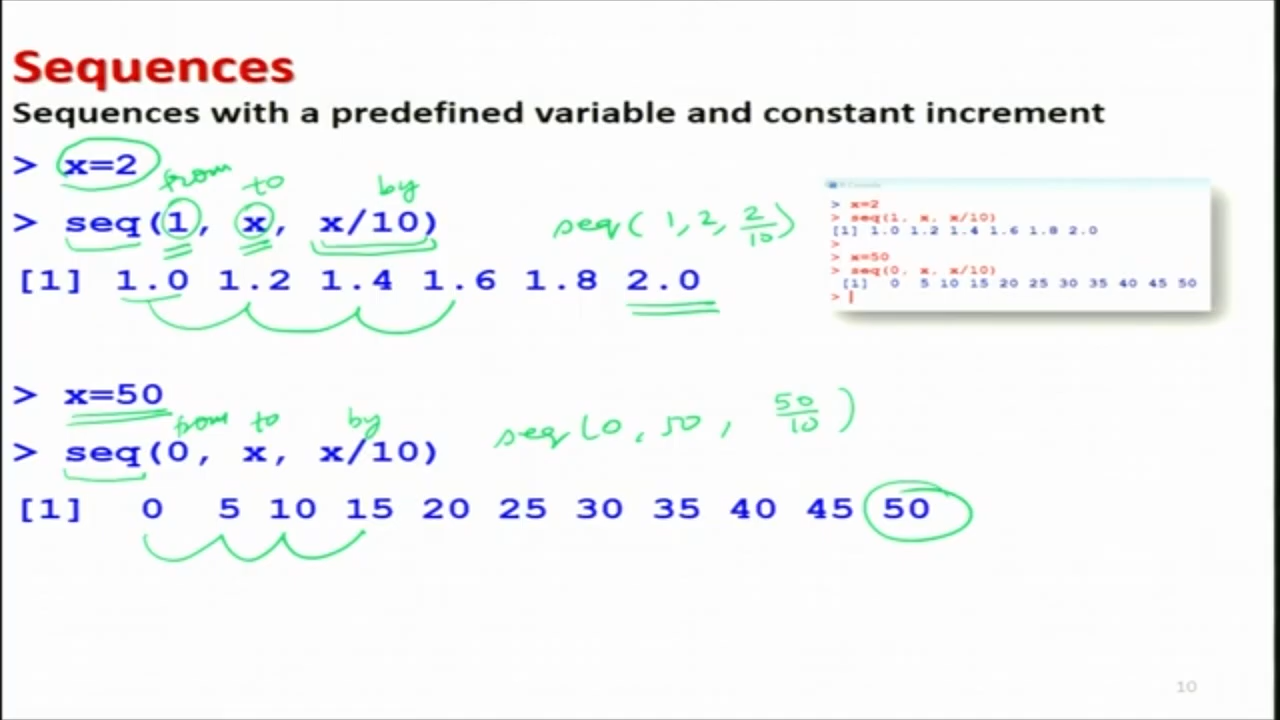 Sequences
Sequences with a predefined variable and constant increment
> x=2
from to by
> seq(1, x, x/10) seq(1, 2, 2/10)
[1] 1.0 1.2 1.4 1.6 1.8 2.0
> x=50
from to by
> seq(0, x, x/10) seq(0, 50, 50/10)
[1] 0 5 10 15 20 25 30 35 40 45 50
R Console
> x=2
> seq(1, x, x/10)
[1] 1.0 1.2 1.4 1.6 1.8 2.0
>
> x=50
> seq(0, x, x/10)
[1] 0 5 10 15 20 25 30 35 40 45 50
> |
10